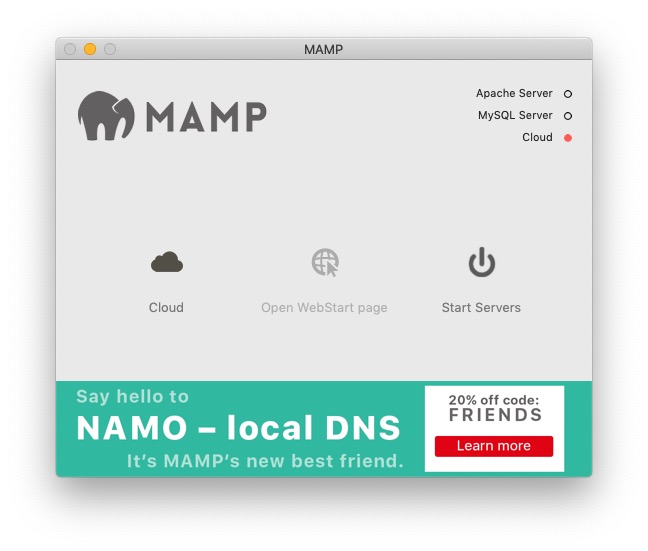 MAMP
MAMP
Apache Server
MySQL Server
Cloud
Cloud
Open WebStart page
Start Servers
Say hello to
NAMO – local DNS
It’s MAMP’s new best friend.
20% off code:
FRIENDS
Learn more